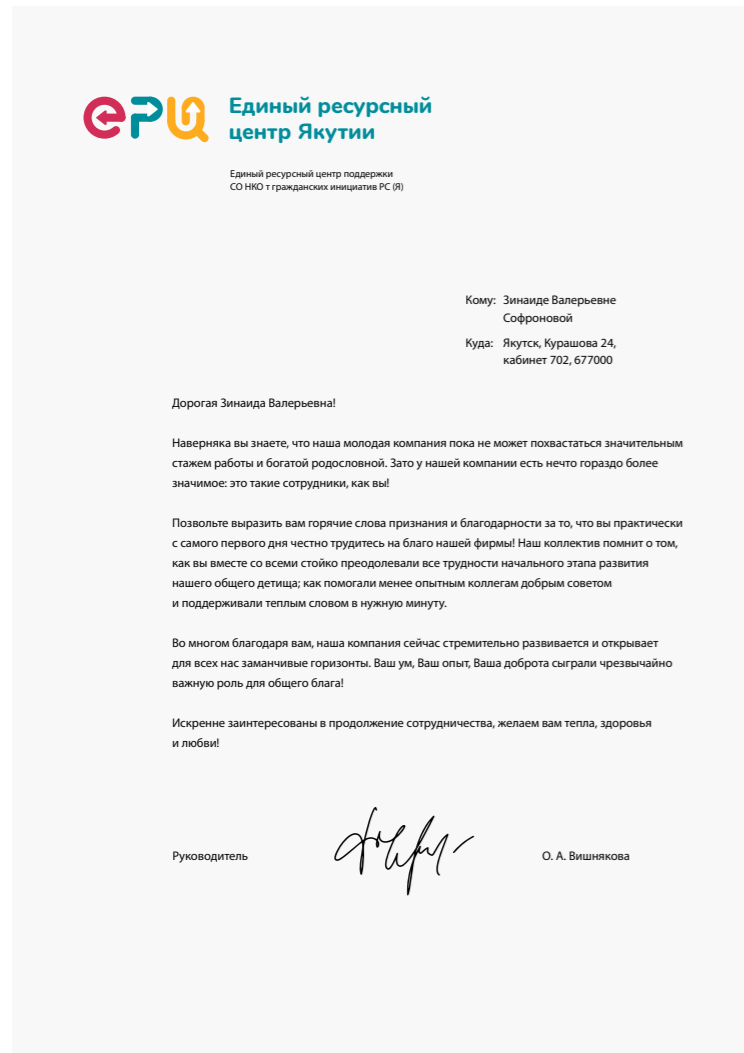 ерц
Единый ресурсный
центр Якутии
Единый ресурсный центр поддержки
СО НКО т гражданских инициатив РС (Я)
Кому: Зинаиде Валерьевне
Софроновой
Куда: Якутск, Курашова 24,
кабинет 702, 677000
Дорогая Зинаида Валерьевна!
Наверняка вы знаете, что наша молодая компания пока не может похвастаться значительным
стажем работы и богатой родословной. Зато у нашей компании есть нечто гораздо более
значимое: это такие сотрудники, как вы!
Позвольте выразить вам горячие слова признания и благодарности за то, что вы практически
с самого первого дня честно трудитесь на благо нашей фирмы! Наш коллектив помнит о том,
как вы вместе со всеми стойко преодолевали все трудности начального этапа развития
нашего общего детища; как помогали менее опытным коллегам добрым советом
и поддерживали теплым словом в нужную минуту.
Во многом благодаря вам, наша компания сейчас стремительно развивается и открывает
для всех нас заманчивые горизонты. Ваш ум, Ваш опыт, Ваша доброта сыграли чрезвычайно
важную роль для общего блага!
Искренне заинтересованы в продолжение сотрудничества, желаем вам тепла, здоровья
и любви!
Руководитель О. А. Вишнякова